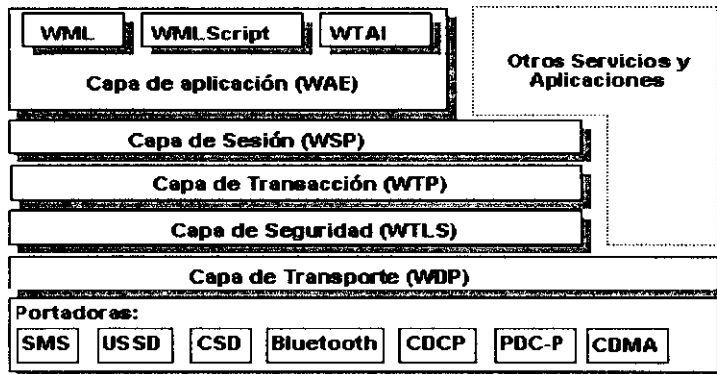 WML WMLScript WTAI
Capa de aplicación (WAE)
Otros Servicios y
Aplicaciones
Capa de Sesión (WSP)
Capa de Transacción (WTP)
Capa de Seguridad (WTLS)
Capa de Transporte (WDP)
Portadoras:
SMS USSD CSD Bluetooth CDCP PDC-P CDMA